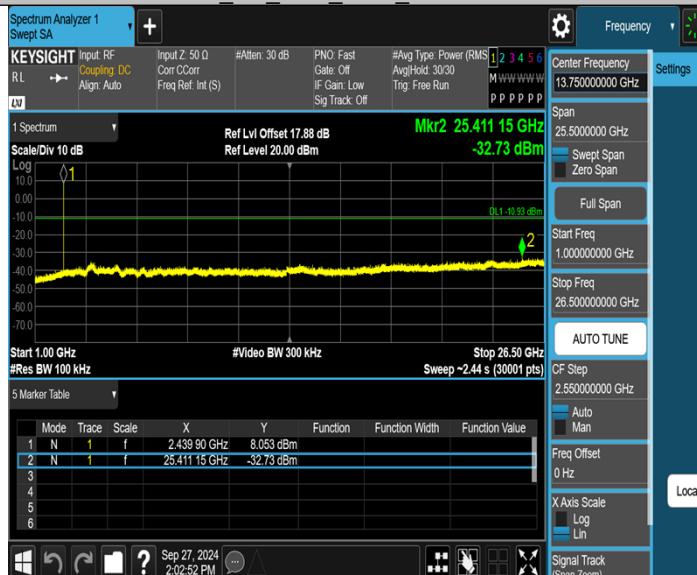 Spectrum Analyzer 1
Swept SA
+
Frequency
KEYSIGHT
RL
LXI
Input: RF
Coupling: DC
Align: Auto
Input Z: 50 Ω
Corr CCorr
Freq Ref: Int (S)
#Atten: 30 dB
PNO: Fast
Gate: Off
IF Gain: Low
Sig Track: Off
#Avg Type: Power (RMS
Avg|Hold: 30/30
Trig: Free Run
1 2 3 4 5 6
M W W W W W
P P P P P P
1 Spectrum
Scale/Div 10 dB
Ref Lvl Offset 17.88 dB
Ref Level 20.00 dBm
Mkr2 25.411 15 GHz
-32.73 dBm
Log
10.0
0.00
-10.0
-20.0
-30.0
-40.0
-50.0
-60.0
-70.0
1
DL1 -10.93 dBm
2
Start 1.00 GHz
#Res BW 100 kHz
#Video BW 300 kHz
Stop 26.50 GHz
Sweep ~2.44 s (30001 pts)
5 Marker Table
Mode Trace Scale X Y Function Function Width Function Value
1 N 1 f 2.439 90 GHz 8.053 dBm
2 N 1 f 25.411 15 GHz -32.73 dBm
3
4
5
6
?
Sep 27, 2024
2:02:52 PM
Center Frequency
13.750000000 GHz
Span
25.5000000 GHz
Swept Span
Zero Span
Full Span
Start Freq
1.000000000 GHz
Stop Freq
26.500000000 GHz
AUTO TUNE
CF Step
2.550000000 GHz
Auto
Man
Freq Offset
0 Hz
X Axis Scale
Log
Lin
Signal Track
(Span Zoom)
Settings
Loca